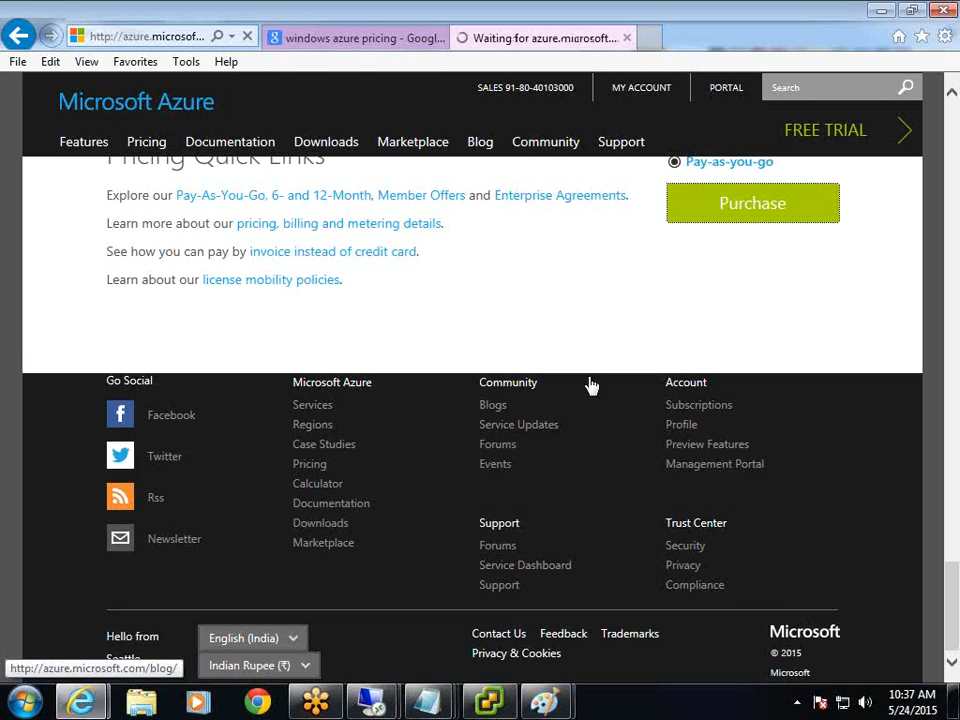 http://azure.microsof...
windows azure pricing - Googl...
Waiting for azure.microsoft....
File Edit View Favorites Tools Help
SALES 91-80-40103000
MY ACCOUNT
PORTAL
Search
Microsoft Azure
FREE TRIAL
Features Pricing Documentation Downloads Marketplace Blog Community Support
Pricing Quick Links
Pay-as-you-go
Explore our Pay-As-You-Go, 6- and 12-Month, Member Offers and Enterprise Agreements.
Purchase
Learn more about our pricing, billing and metering details.
See how you can pay by invoice instead of credit card.
Learn about our license mobility policies.
Go Social
Facebook
Twitter
Rss
Newsletter
Microsoft Azure
Services
Regions
Case Studies
Pricing
Calculator
Documentation
Downloads
Marketplace
Community
Blogs
Service Updates
Forums
Events
Support
Forums
Service Dashboard
Support
Account
Subscriptions
Profile
Preview Features
Management Portal
Trust Center
Security
Privacy
Compliance
Hello from
Seattle
English (India)
Indian Rupee (₹)
Contact Us Feedback Trademarks
Privacy & Cookies
Microsoft
© 2015
Microsoft
http://azure.microsoft.com/blog/
10:37 AM
5/24/2015